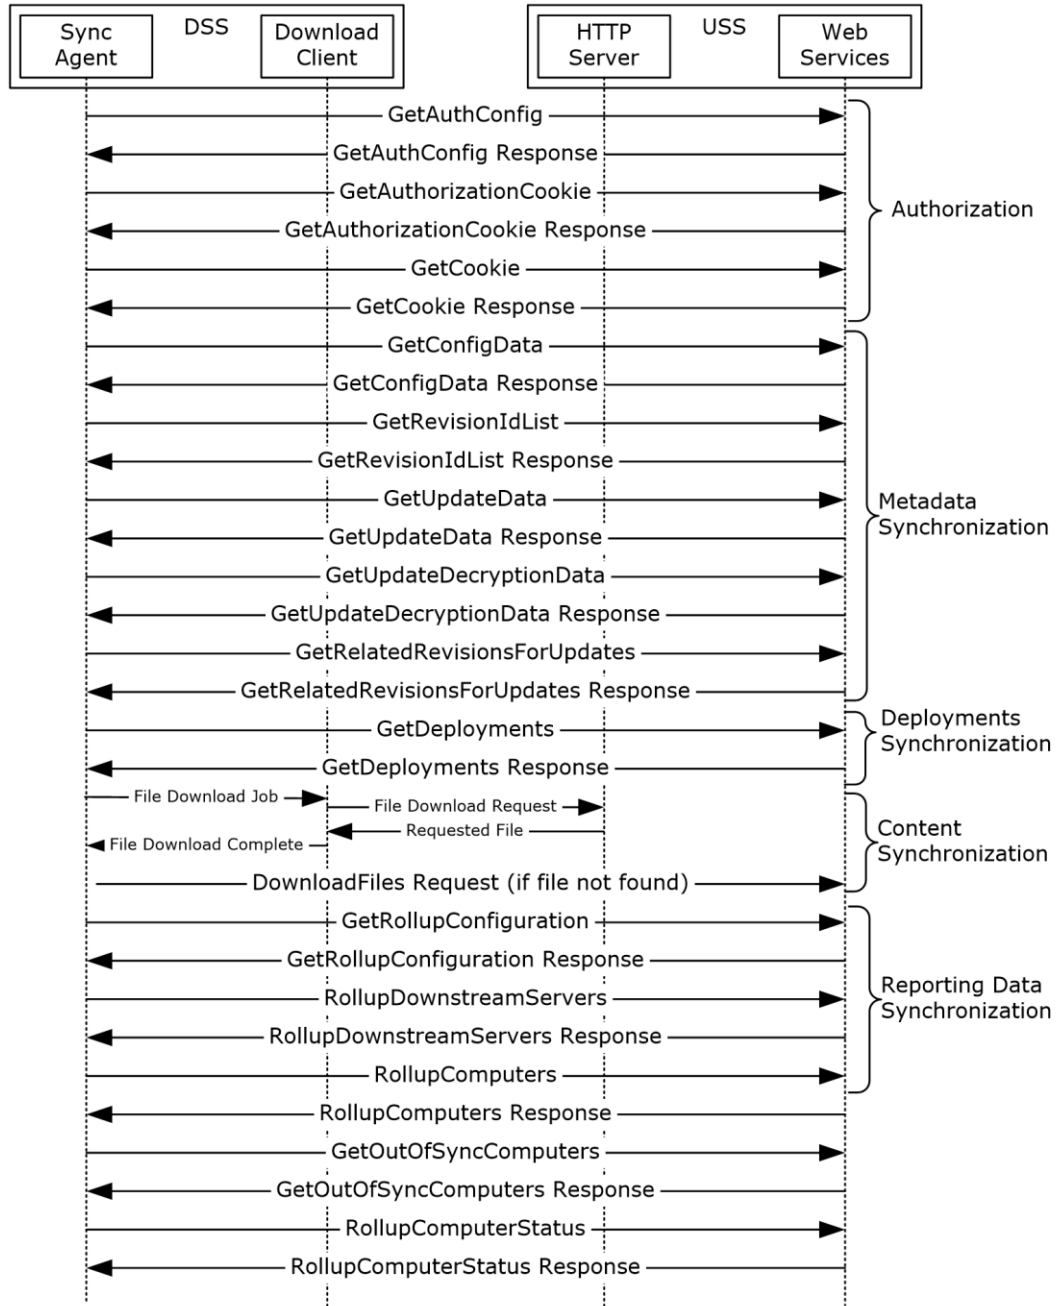 DSS
USS
Sync
Agent
Download
Client
HTTP
Server
Web
Services
GetAuthConfig
GetAuthConfig Response
GetAuthorizationCookie
GetAuthorizationCookie Response
GetCookie
GetCookie Response
Authorization
GetConfigData
GetConfigData Response
GetRevisionIdList
GetRevisionIdList Response
GetUpdateData
GetUpdateData Response
GetUpdateDecryptionData
GetUpdateDecryptionData Response
GetRelatedRevisionsForUpdates
GetRelatedRevisionsForUpdates Response
Metadata
Synchronization
GetDeployments
GetDeployments Response
Deployments
Synchronization
File Download Job
File Download Request
Requested File
File Download Complete
DownloadFiles Request (if file not found)
Content
Synchronization
GetRollupConfiguration
GetRollupConfiguration Response
RollupDownstreamServers
RollupDownstreamServers Response
RollupComputers
Reporting Data
Synchronization
RollupComputers Response
GetOutOfSyncComputers
GetOutOfSyncComputers Response
RollupComputerStatus
RollupComputerStatus Response